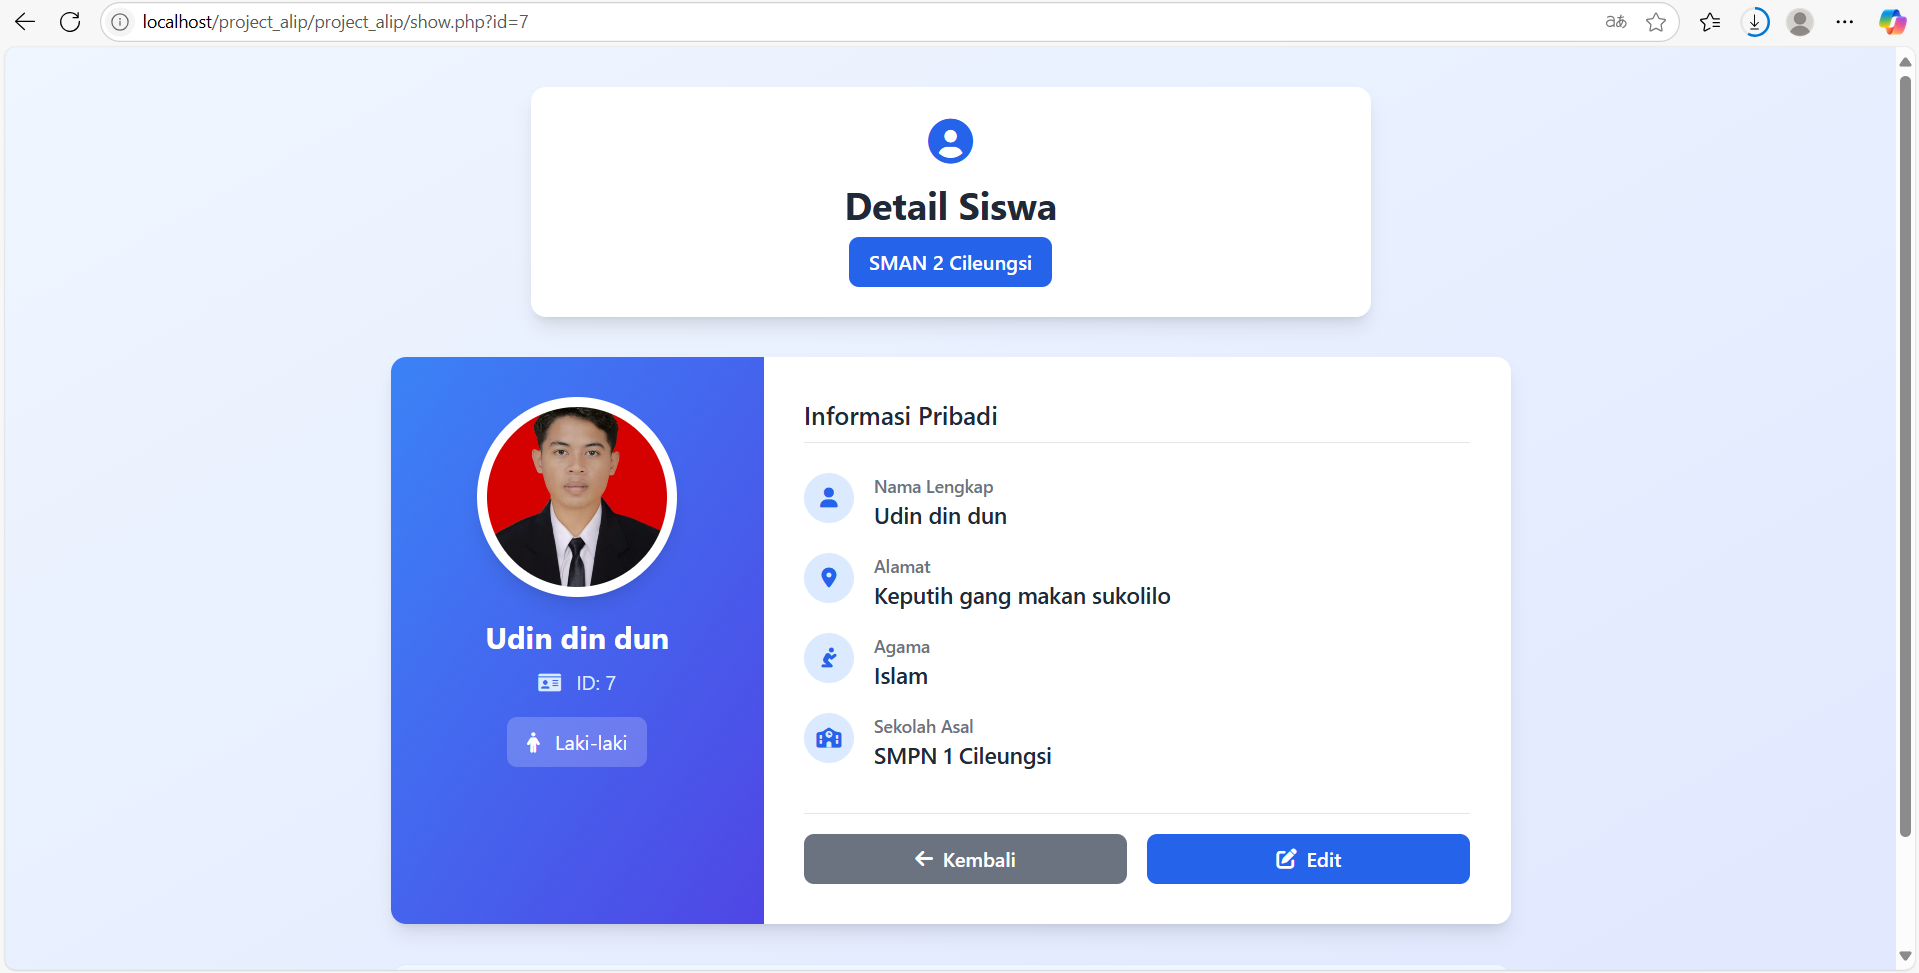 localhost/project_alip/project_alip/show.php?id=7
aあ
Detail Siswa
SMAN 2 Cileungsi
Udin din dun
ID: 7
Laki-laki
Informasi Pribadi
Nama Lengkap
Udin din dun
Alamat
Keputih gang makan sukolilo
Agama
Islam
Sekolah Asal
SMPN 1 Cileungsi
Kembali
Edit